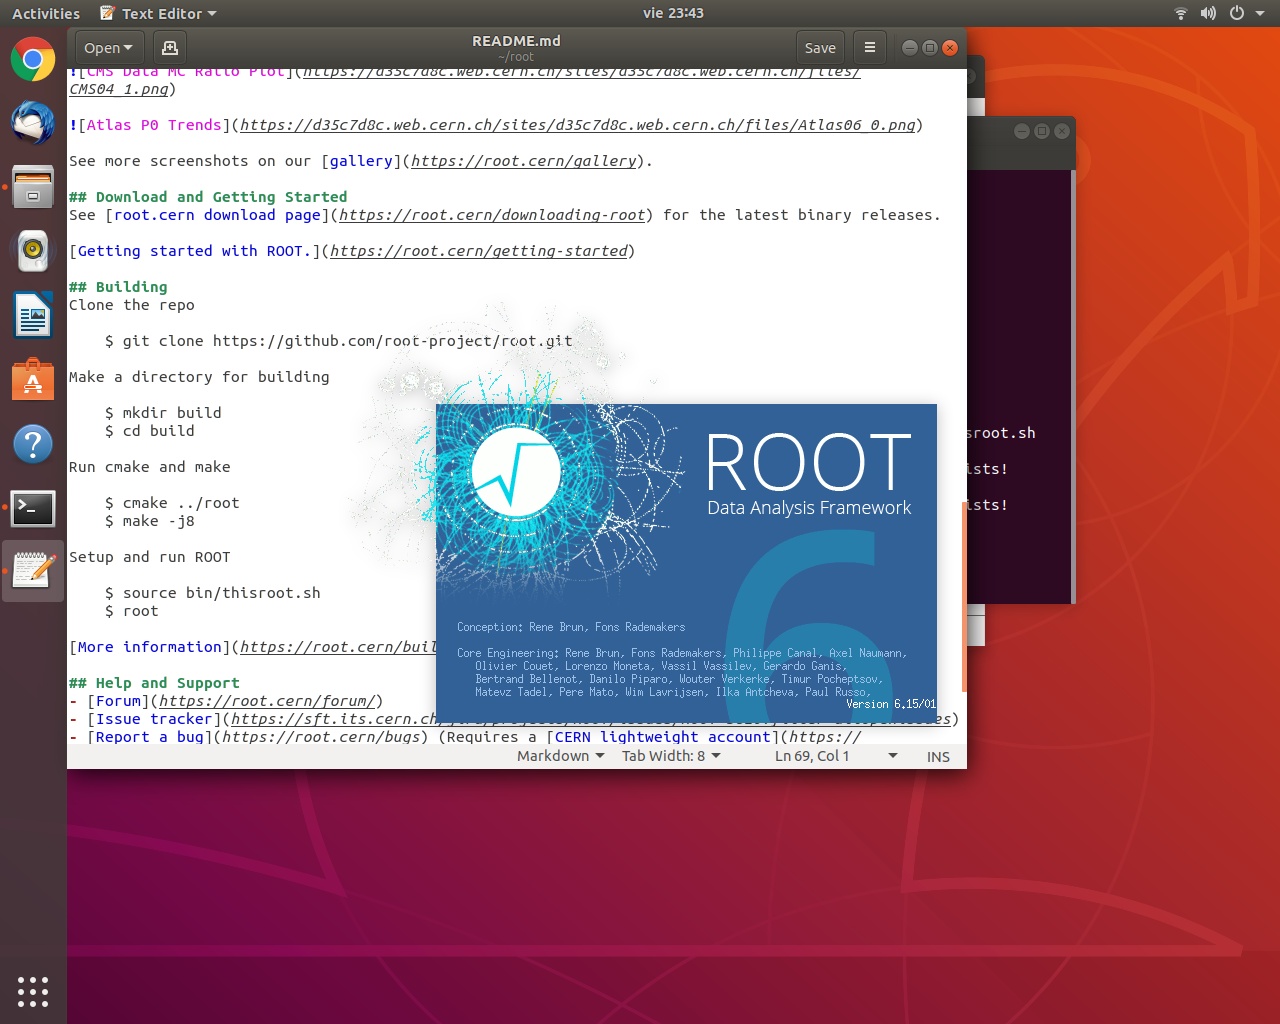 Activities
Text Editor
vie 23:43
Open
README.md
~/root
Save
![CMS Data MC Ratio Plot](https://d35c7d8c.web.cern.ch/sites/d35c7d8c.web.cern.ch/files/
CMS04_1.png)
![Atlas P0 Trends](https://d35c7d8c.web.cern.ch/sites/d35c7d8c.web.cern.ch/files/Atlas06_0.png)
See more screenshots on our [gallery](https://root.cern/gallery).
## Download and Getting Started
See [root.cern download page](https://root.cern/downloading-root) for the latest binary releases.
[Getting started with ROOT.](https://root.cern/getting-started)
## Building
Clone the repo
$ git clone https://github.com/root-project/root.git
Make a directory for building
$ mkdir build
$ cd build
Run cmake and make
$ cmake ../root
$ make -j8
Setup and run ROOT
$ source bin/thisroot.sh
$ root
[More information](https://root.cern/buil
## Help and Support
- [Forum](https://root.cern/forum/)
- [Issue tracker](https://sft.its.cern.ch/
- [Report a bug](https://root.cern/bugs) (Requires a [CERN lightweight account](https://
Markdown
Tab Width: 8
Ln 69, Col 1
INS
ROOT
Data Analysis Framework
6
Conception: Rene Brun, Fons Rademakers
Core Engineering: Rene Brun, Fons Rademakers, Philippe Canal, Axel Naumann,
Olivier Couet, Lorenzo Moneta, Vassil Vassilev, Gerardo Ganis,
Bertrand Bellenot, Danilo Piparo, Wouter Verkerke, Timur Pocheptsov,
Matevz Tadel, Pere Mato, Wim Lavrijsen, Ilka Antcheva, Paul Russo,
Version 6.15/01
sroot.sh
ists!
ists!